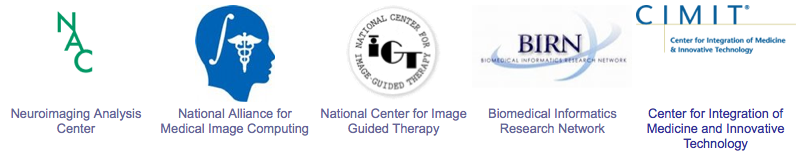 NAC
Neuroimaging Analysis
Center
National Alliance for
Medical Image Computing
NATIONAL CENTER FOR
IMAGE-GUIDED THERAPY
IGT
National Center for Image
Guided Therapy
BIRN
BIOMEDICAL INFORMATICS RESEARCH NETWORK
Biomedical Informatics
Research Network
CIMIT®
Center for Integration of Medicine
& Innovative Technology
Center for Integration of
Medicine and Innovative
Technology